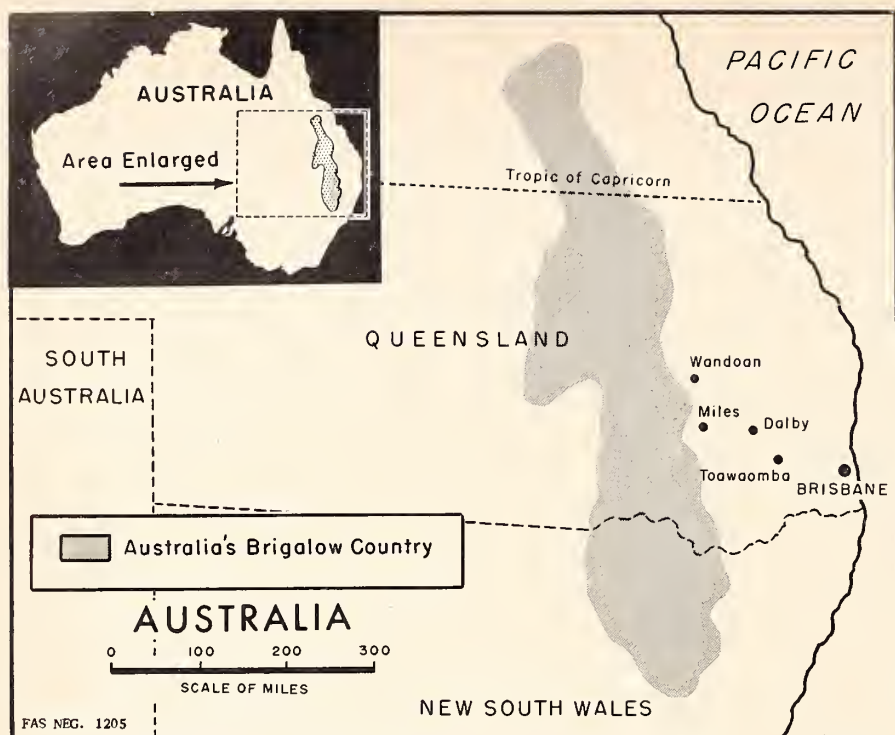 AUSTRALIA
Area Enlarged
PACIFIC
OCEAN
Tropic of Capricorn
QUEENSLAND
SOUTH
AUSTRALIA
Wandoan
Miles
Dalby
Toawaomba
BRISBANE
Australia's Brigalow Country
AUSTRALIA
0 100 200 300
SCALE OF MILES
NEW SOUTH WALES
FAS NEG. 1205